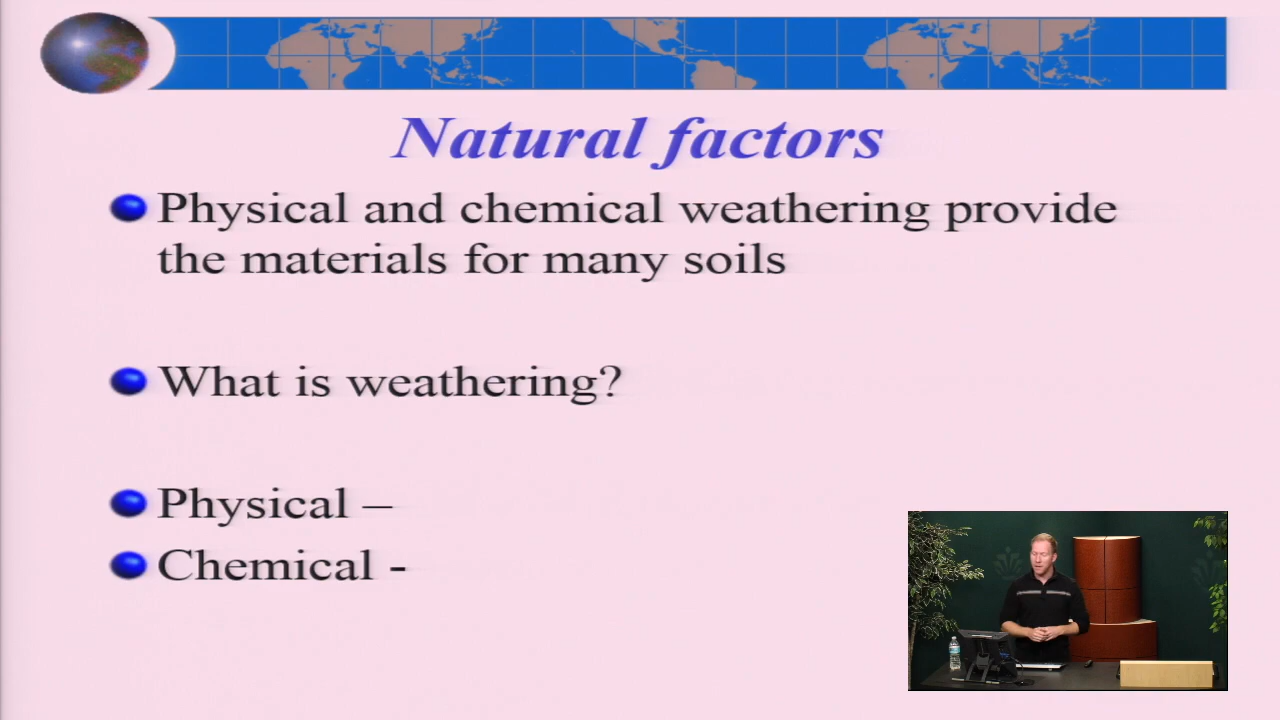 Natural factors
Physical and chemical weathering provide
the materials for many soils
What is weathering?
Physical –
Chemical -